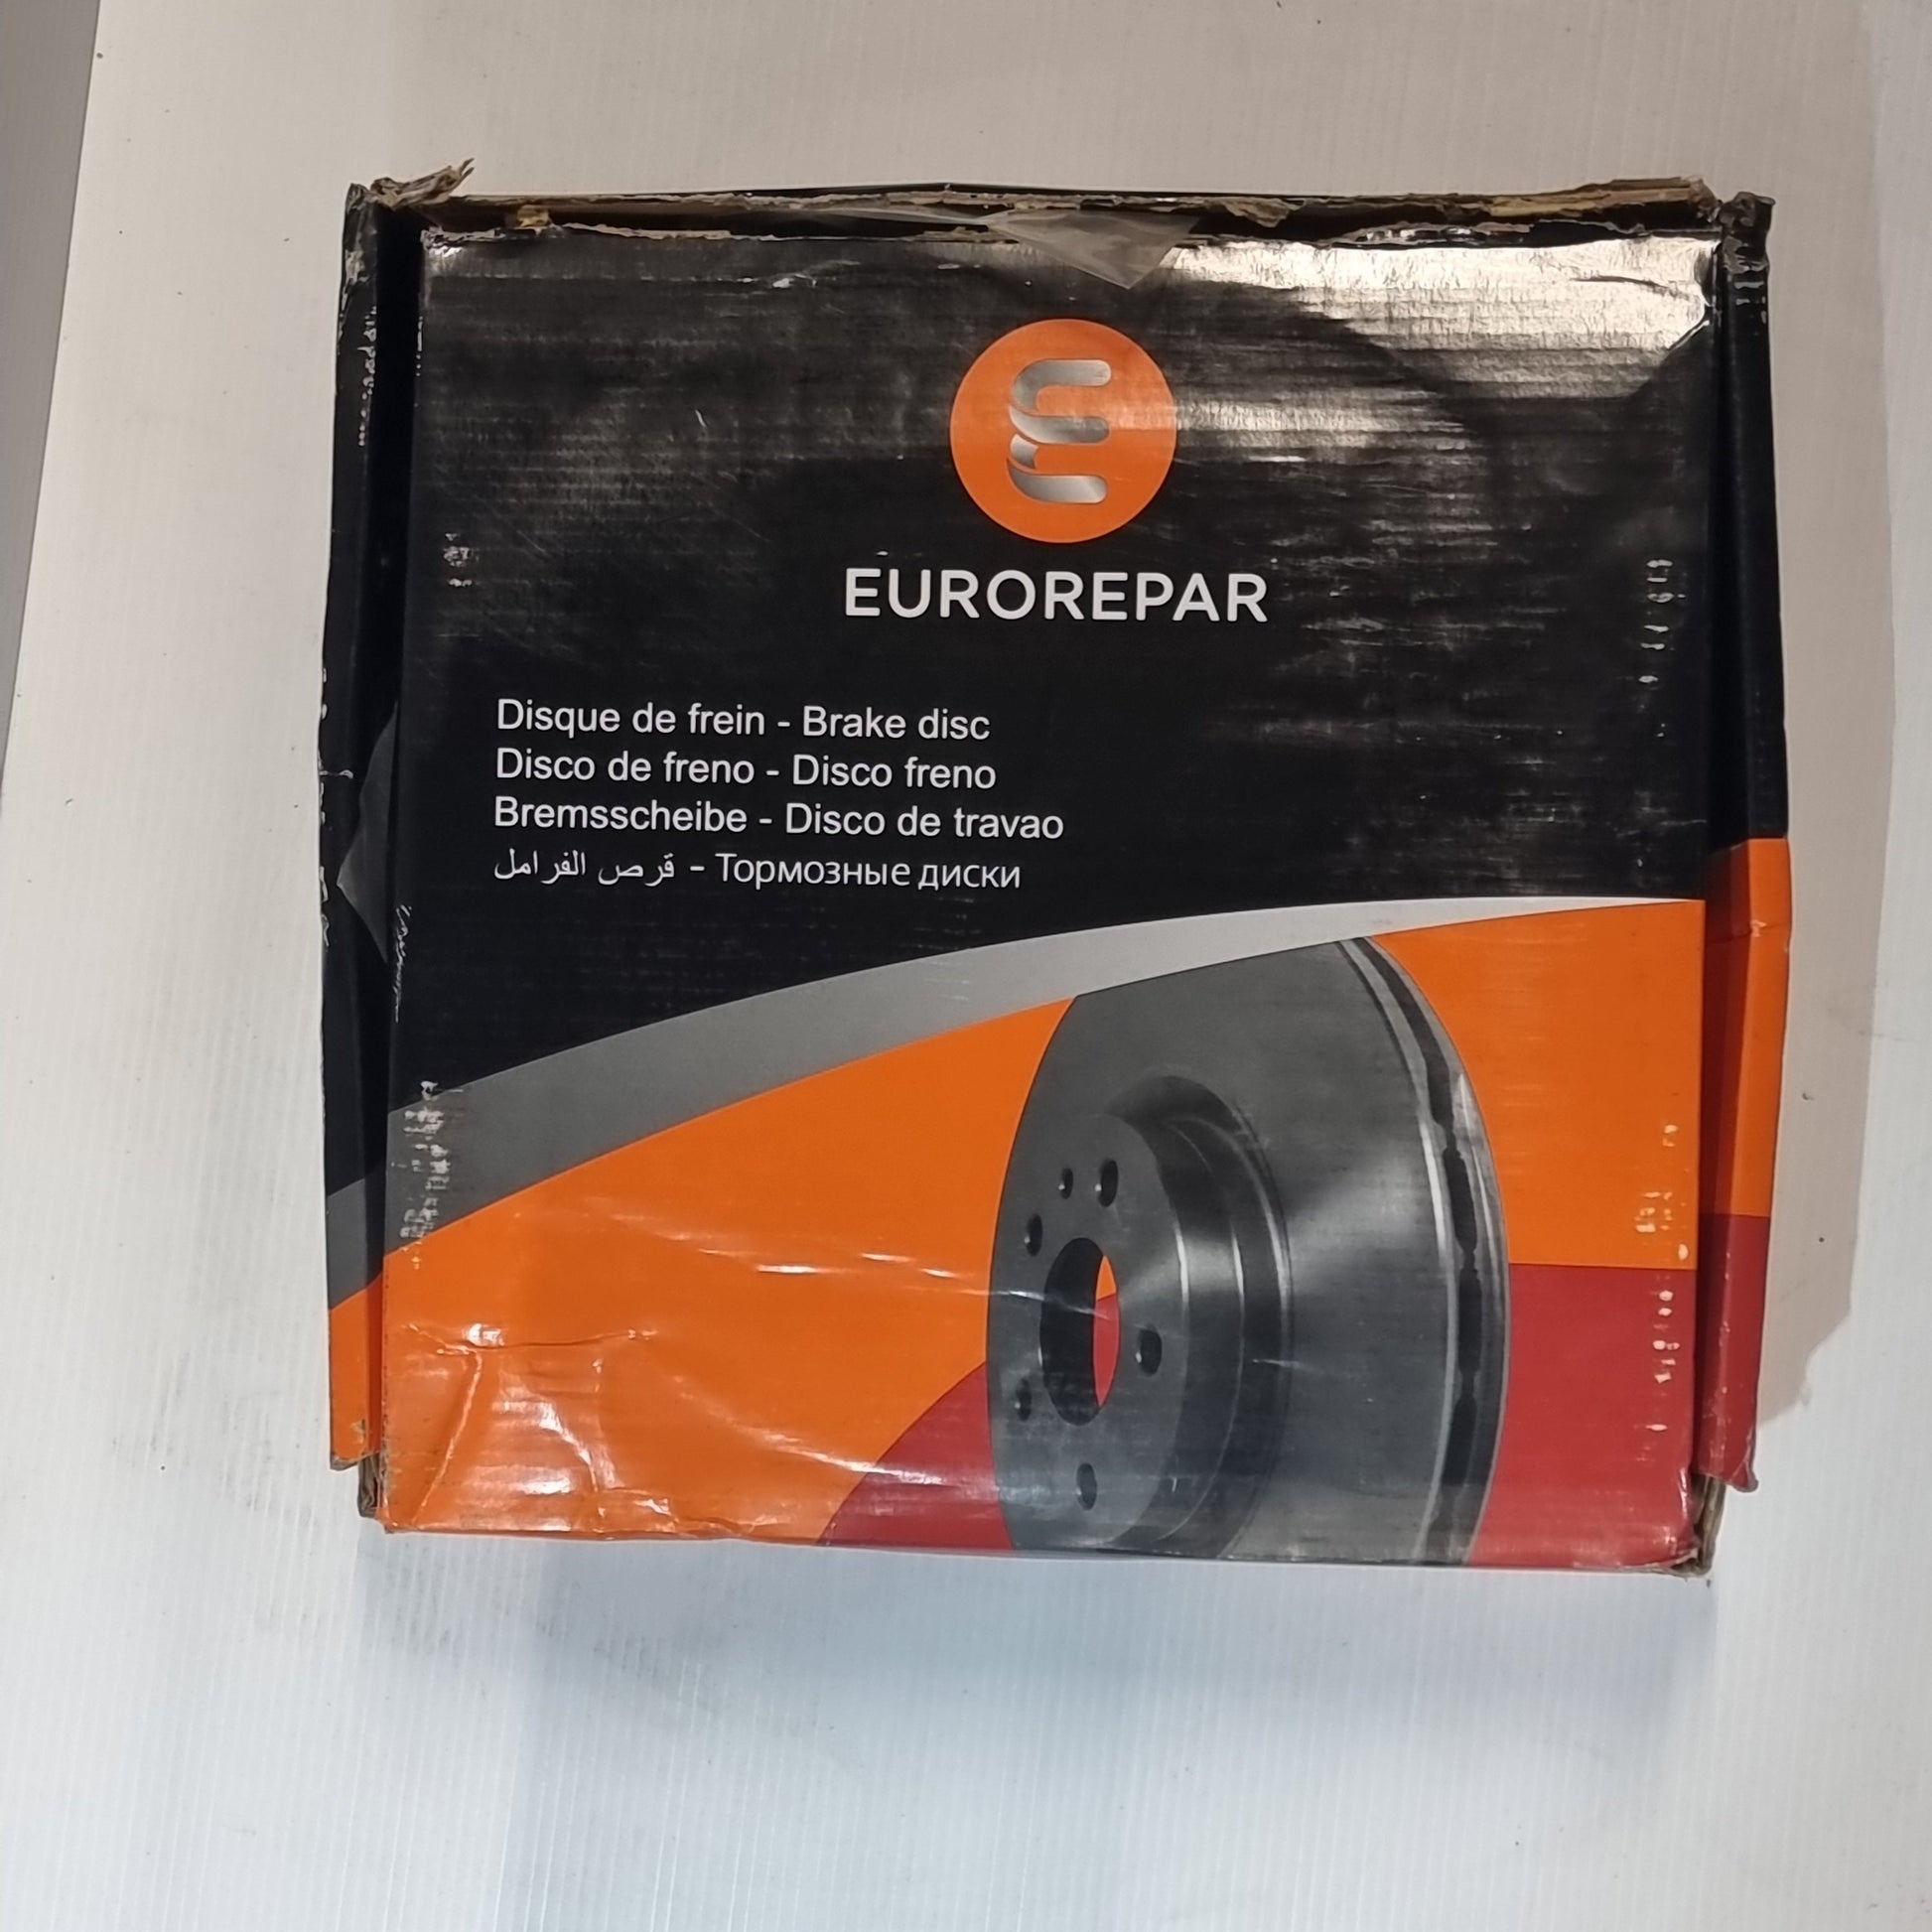 EUROREPAR
Disque de frein - Brake disc
Disco de freno - Disco freno
Bremsscheibe - Disco de travao
قرص الفرامل - Тормозные диски